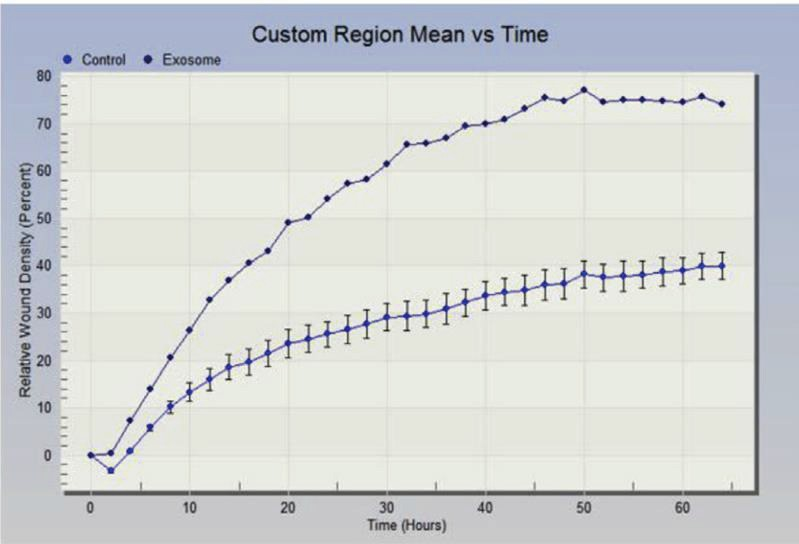 Custom Region Mean vs Time
Control Exosome
80
70
60
50
40
30
20
10
0
Relative Wound Density (Percent)
0 10 20 30 40 50 60
Time (Hours)